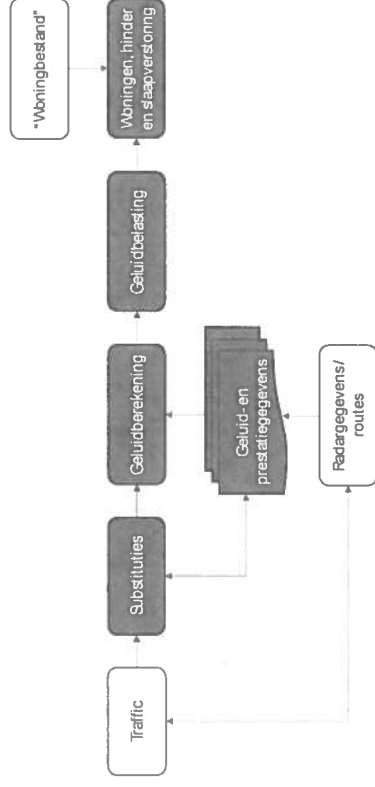 Traffic
Substituties
Geluidberekening
Geluidbelasting
Woningen, hinder
en slaapverstoring
"Woningbestand"
Geluid- en
prestatiegegevens
Radargegevens/
routes